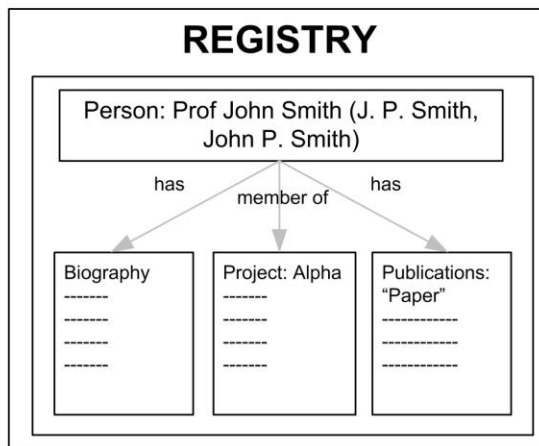 REGISTRY
Person: Prof John Smith (J. P. Smith,
John P. Smith)
has
member of
has
Biography
-------
-------
-------
-------
Project: Alpha
-------
-------
-------
-------
Publications:
“Paper”
------------
------------
------------